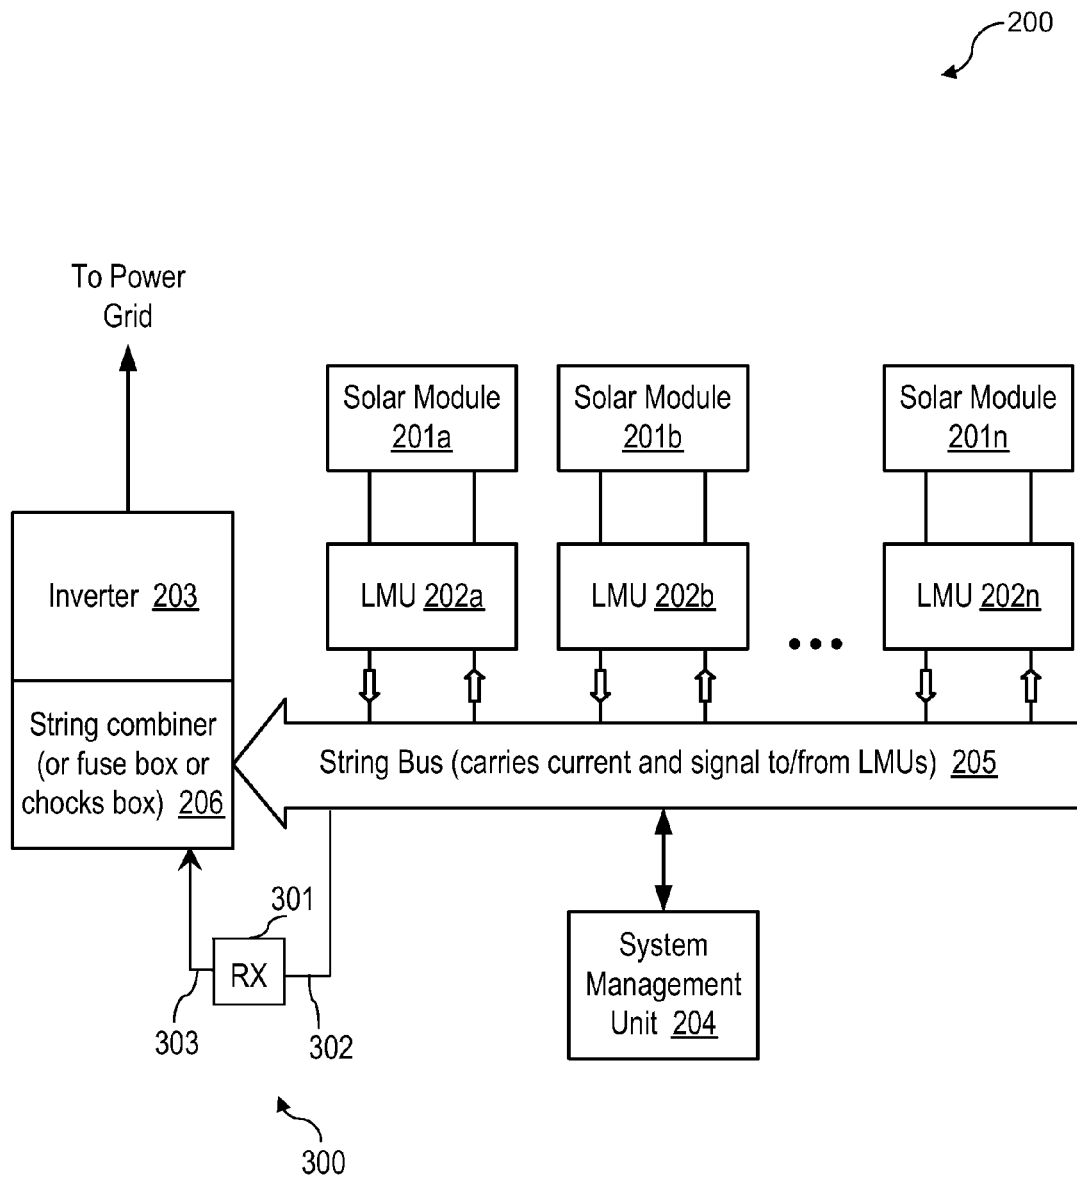 200
To Power
Grid
Solar Module
201a
Solar Module
201b
Solar Module
201n
Inverter 203
LMU 202a
LMU 202b
LMU 202n
String combiner
(or fuse box or
chocks box) 206
String Bus (carries current and signal to/from LMUs) 205
301
RX
303
302
System
Management
Unit 204
300